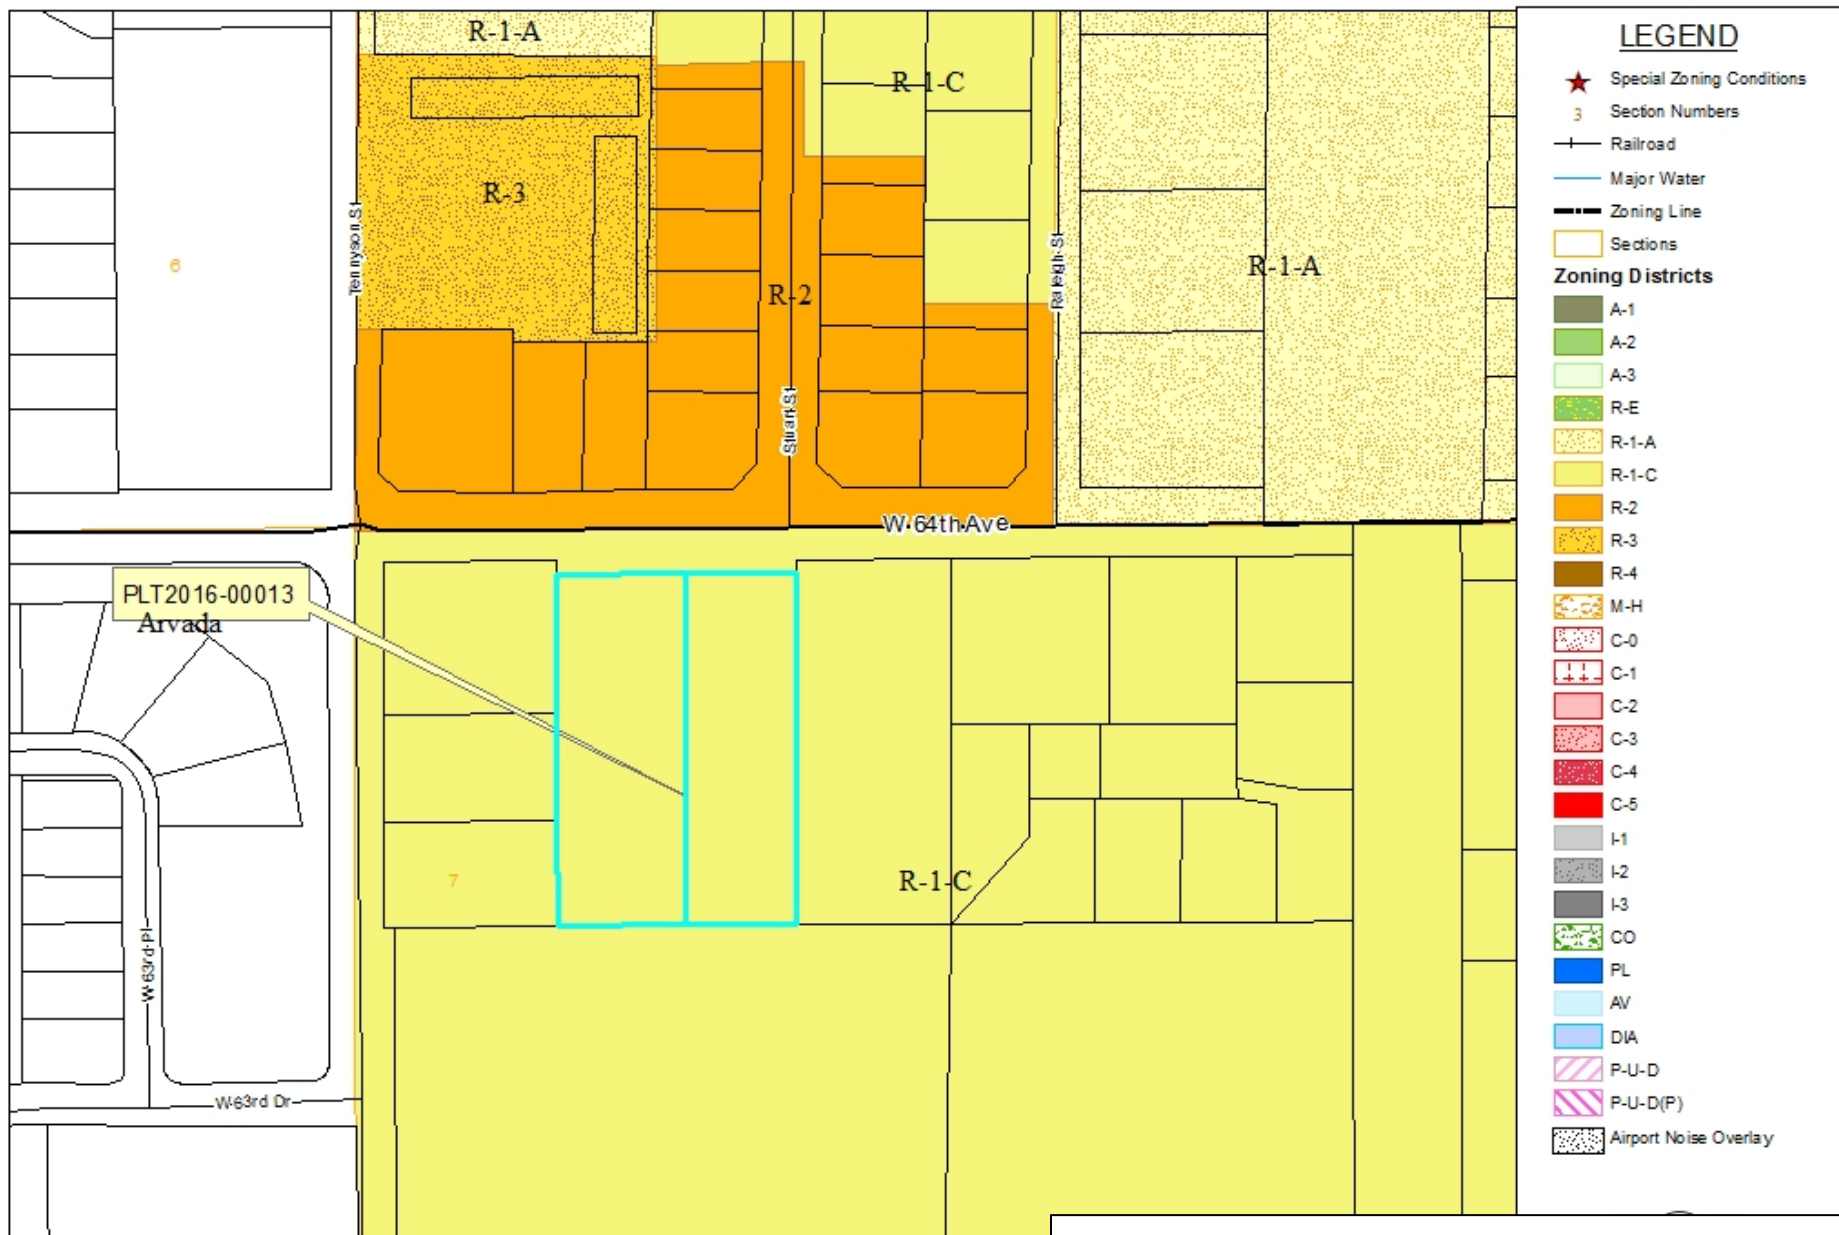 R-1-A
R-1-C
R-3
Tennyson St
6
R-2
Raleigh St
R-1-A
Stuart St
W 64th Ave
PLT2016-00013
Arvada
7
R-1-C
W 63rd Pl
W 63rd Dr
LEGEND
Special Zoning Conditions
3 Section Numbers
Railroad
Major Water
Zoning Line
Sections
Zoning Districts
A-1
A-2
A-3
R-E
R-1-A
R-1-C
R-2
R-3
R-4
M-H
C-0
C-1
C-2
C-3
C-4
C-5
I-1
I-2
I-3
CO
PL
AV
DIA
P-U-D
P-U-D(P)
Airport Noise Overlay